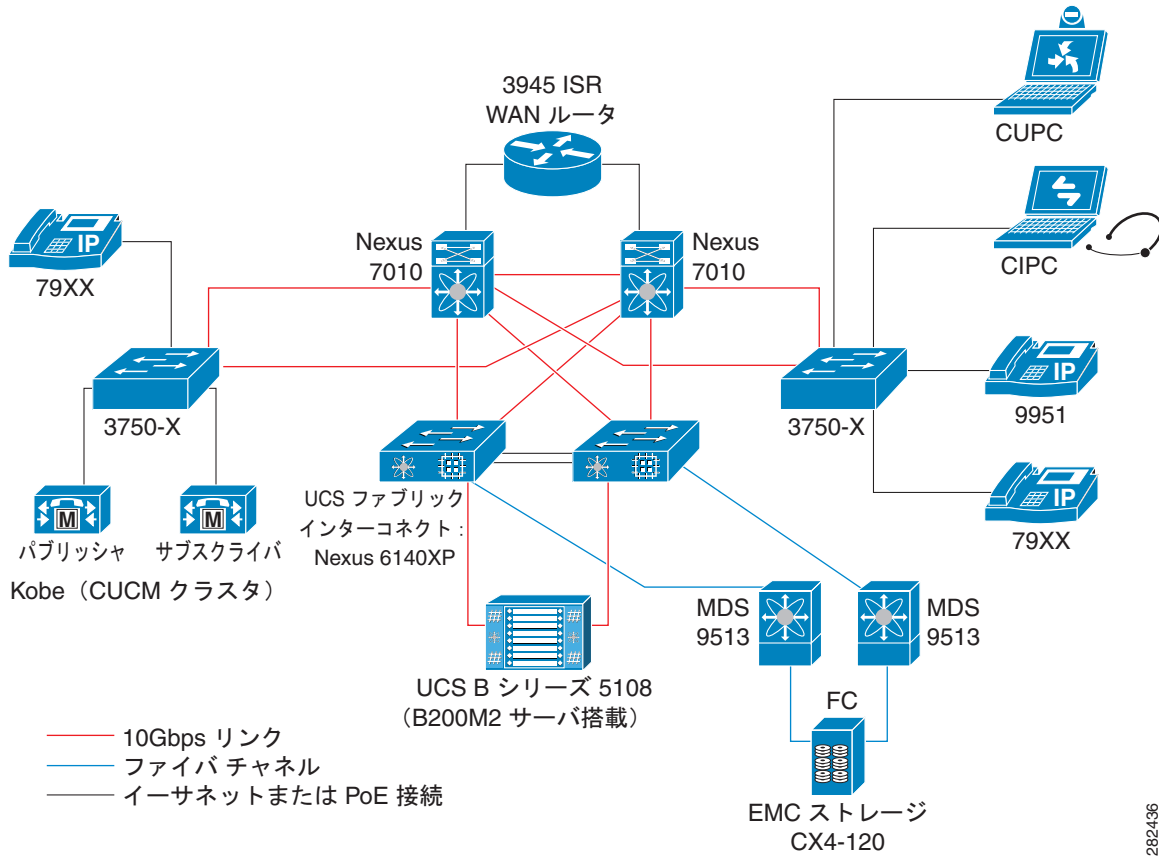 3945 ISR
WAN ルータ
CUPC
CIPC
IP
79XX
Nexus
7010
Nexus
7010
3750-X
3750-X
IP
9951
IP
79XX
M
パブリッシャ
M
サブスクライバ
Kobe（CUCM クラスタ）
UCS ファブリック
インターコネクト：
Nexus 6140XP
MDS
9513
MDS
9513
UCS B シリーズ 5108
（B200M2 サーバ搭載）
FC
EMC ストレージ
CX4-120
10Gbps リンク
ファイバ チャネル
イーサネットまたは PoE 接続
282436